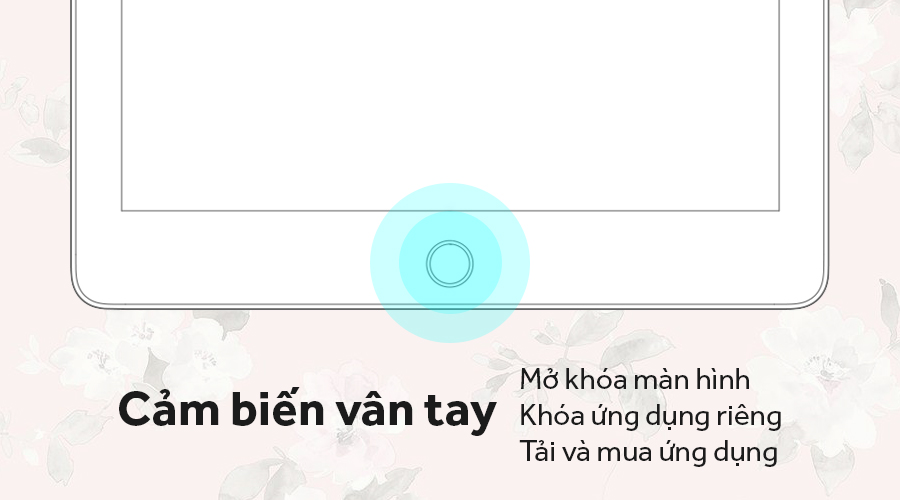 Cảm biến vân tay
Mở khóa màn hình
Khóa ứng dụng riêng
Tải và mua ứng dụng